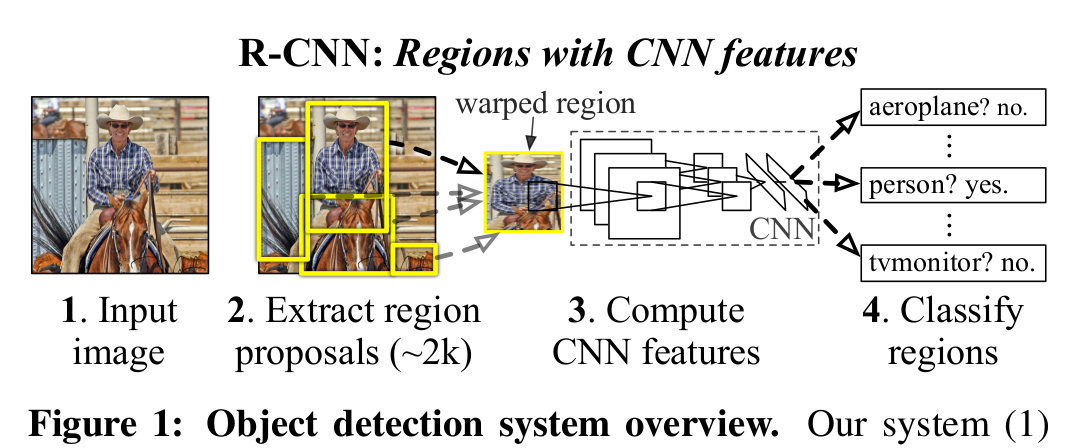 R-CNN: Regions with CNN features
warped region
aeroplane? no.
person? yes.
tvmonitor? no.
CNN
1. Input image
2. Extract region proposals (~2k)
3. Compute CNN features
4. Classify regions
Figure 1: Object detection system overview. Our system (1)